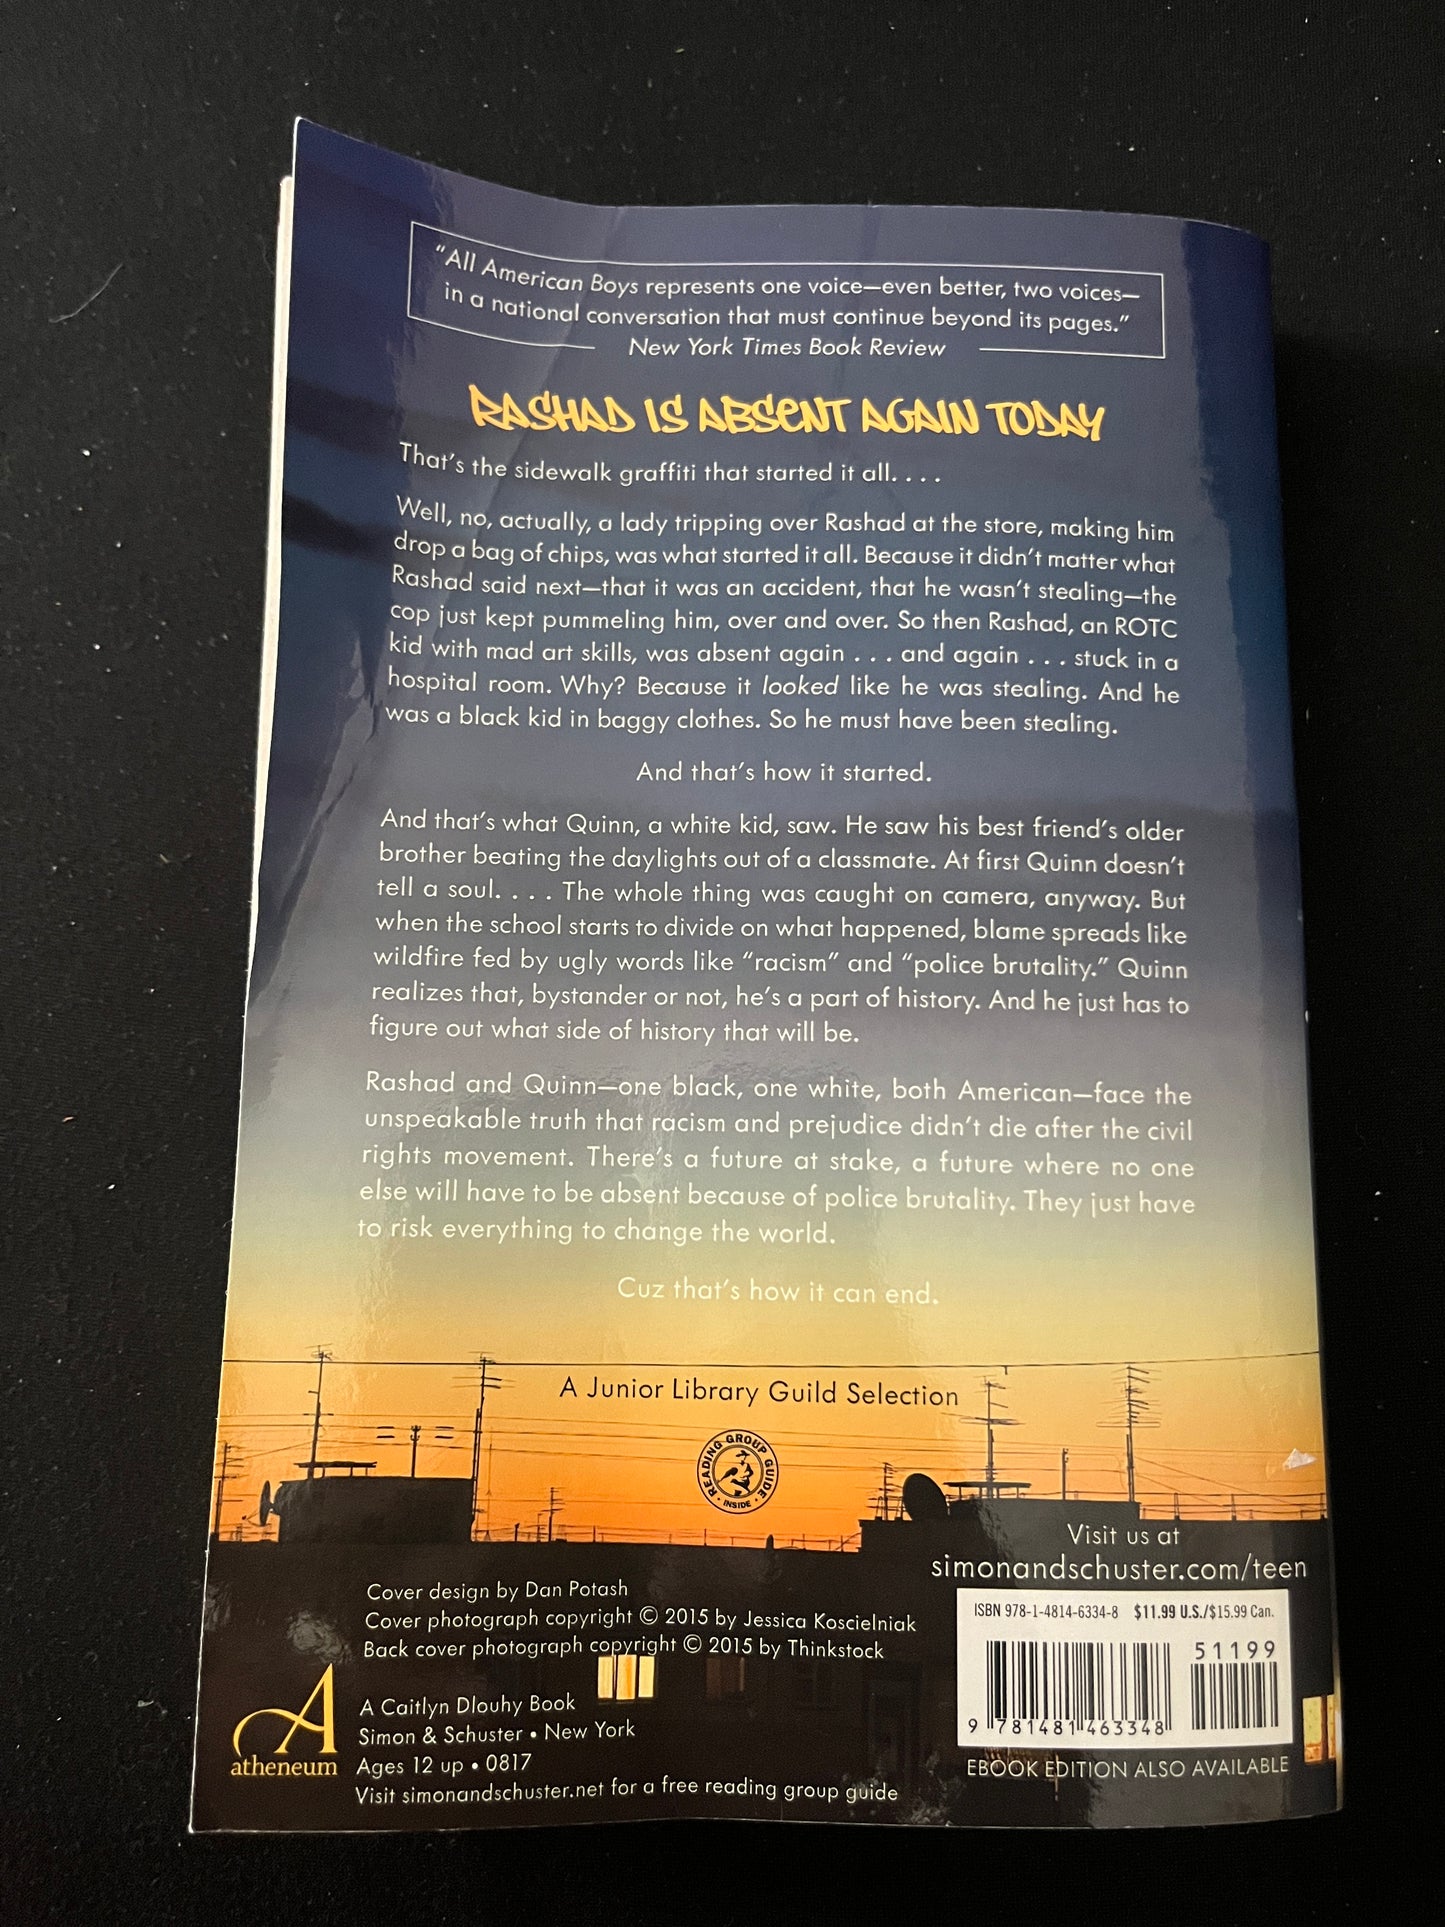 “All American Boys represents one voice—even better, two voices—
in a national conversation that must continue beyond its pages.”
New York Times Book Review
RASHAD IS ABSENT AGAIN TODAY
That’s the sidewalk graffiti that started it all. . . .
Well, no, actually, a lady tripping over Rashad at the store, making him
drop a bag of chips, was what started it all. Because it didn’t matter what
Rashad said next—that it was an accident, that he wasn’t stealing—the
cop just kept pummeling him, over and over. So then Rashad, an ROTC
kid with mad art skills, was absent again . . . and again . . . stuck in a
hospital room. Why? Because it looked like he was stealing. And he
was a black kid in baggy clothes. So he must have been stealing.
And that’s how it started.
And that’s what Quinn, a white kid, saw. He saw his best friend’s older
brother beating the daylights out of a classmate. At first Quinn doesn’t
tell a soul. . . . The whole thing was caught on camera, anyway. But
when the school starts to divide on what happened, blame spreads like
wildfire fed by ugly words like “racism” and “police brutality.” Quinn
realizes that, bystander or not, he’s a part of history. And he just has to
figure out what side of history that will be.
Rashad and Quinn—one black, one white, both American—face the
unspeakable truth that racism and prejudice didn’t die after the civil
rights movement. There’s a future at stake, a future where no one
else will have to be absent because of police brutality. They just have
to risk everything to change the world.
Cuz that’s how it can end.
A Junior Library Guild Selection
READING GROUP GUIDE
• INSIDE •
Visit us at
simonandschuster.com/teen
Cover design by Dan Potash
Cover photograph copyright © 2015 by Jessica Koscielniak
Back cover photograph copyright © 2015 by Thinkstock
A
atheneum
A Caitlyn Dlouhy Book
Simon & Schuster • New York
Ages 12 up • 0817
Visit simonandschuster.net for a free reading group guide
ISBN 978-1-4814-6334-8 $11.99 U.S./$15.99 Can.
51199
9 781481 463348
EBOOK EDITION ALSO AVAILABLE